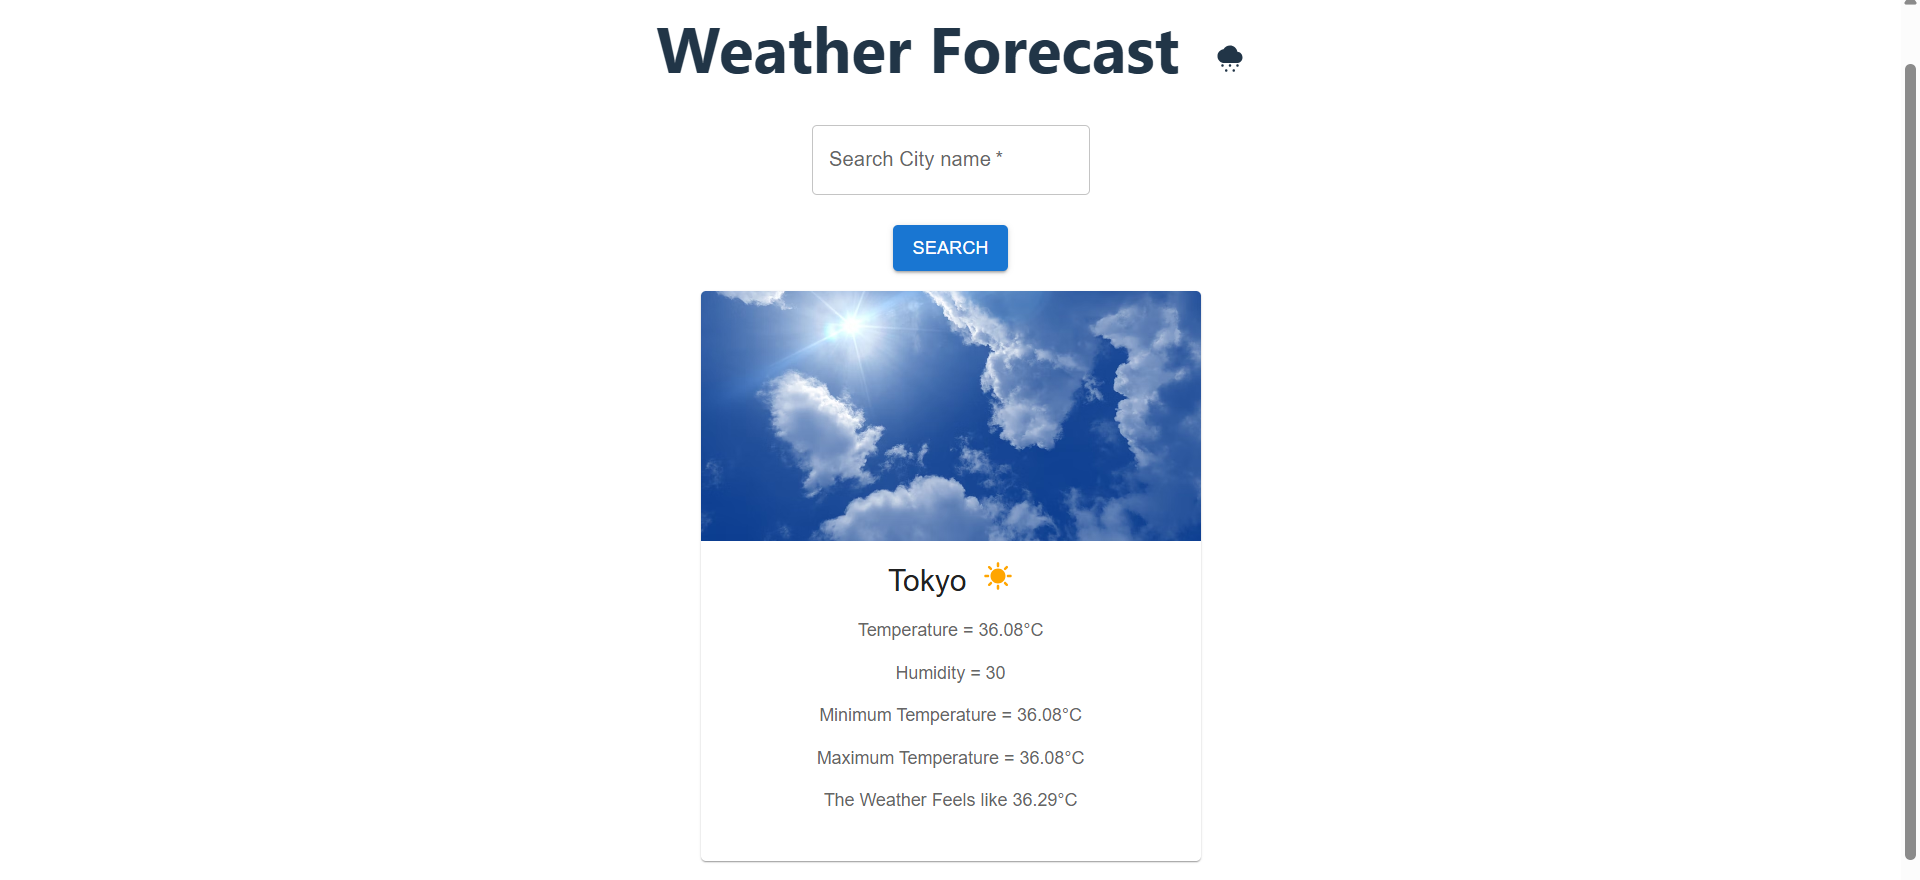 Weather Forecast
Search City name *
SEARCH
Tokyo
Temperature = 36.08°C
Humidity = 30
Minimum Temperature = 36.08°C
Maximum Temperature = 36.08°C
The Weather Feels like 36.29°C